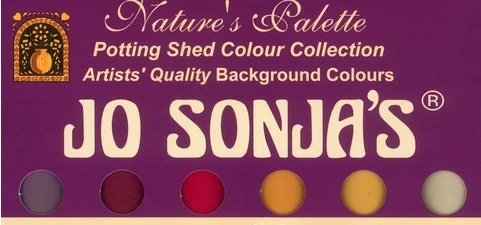 Nature's Palette
Potting Shed Colour Collection
Artists' Quality Background Colours
JO SONJA'S®